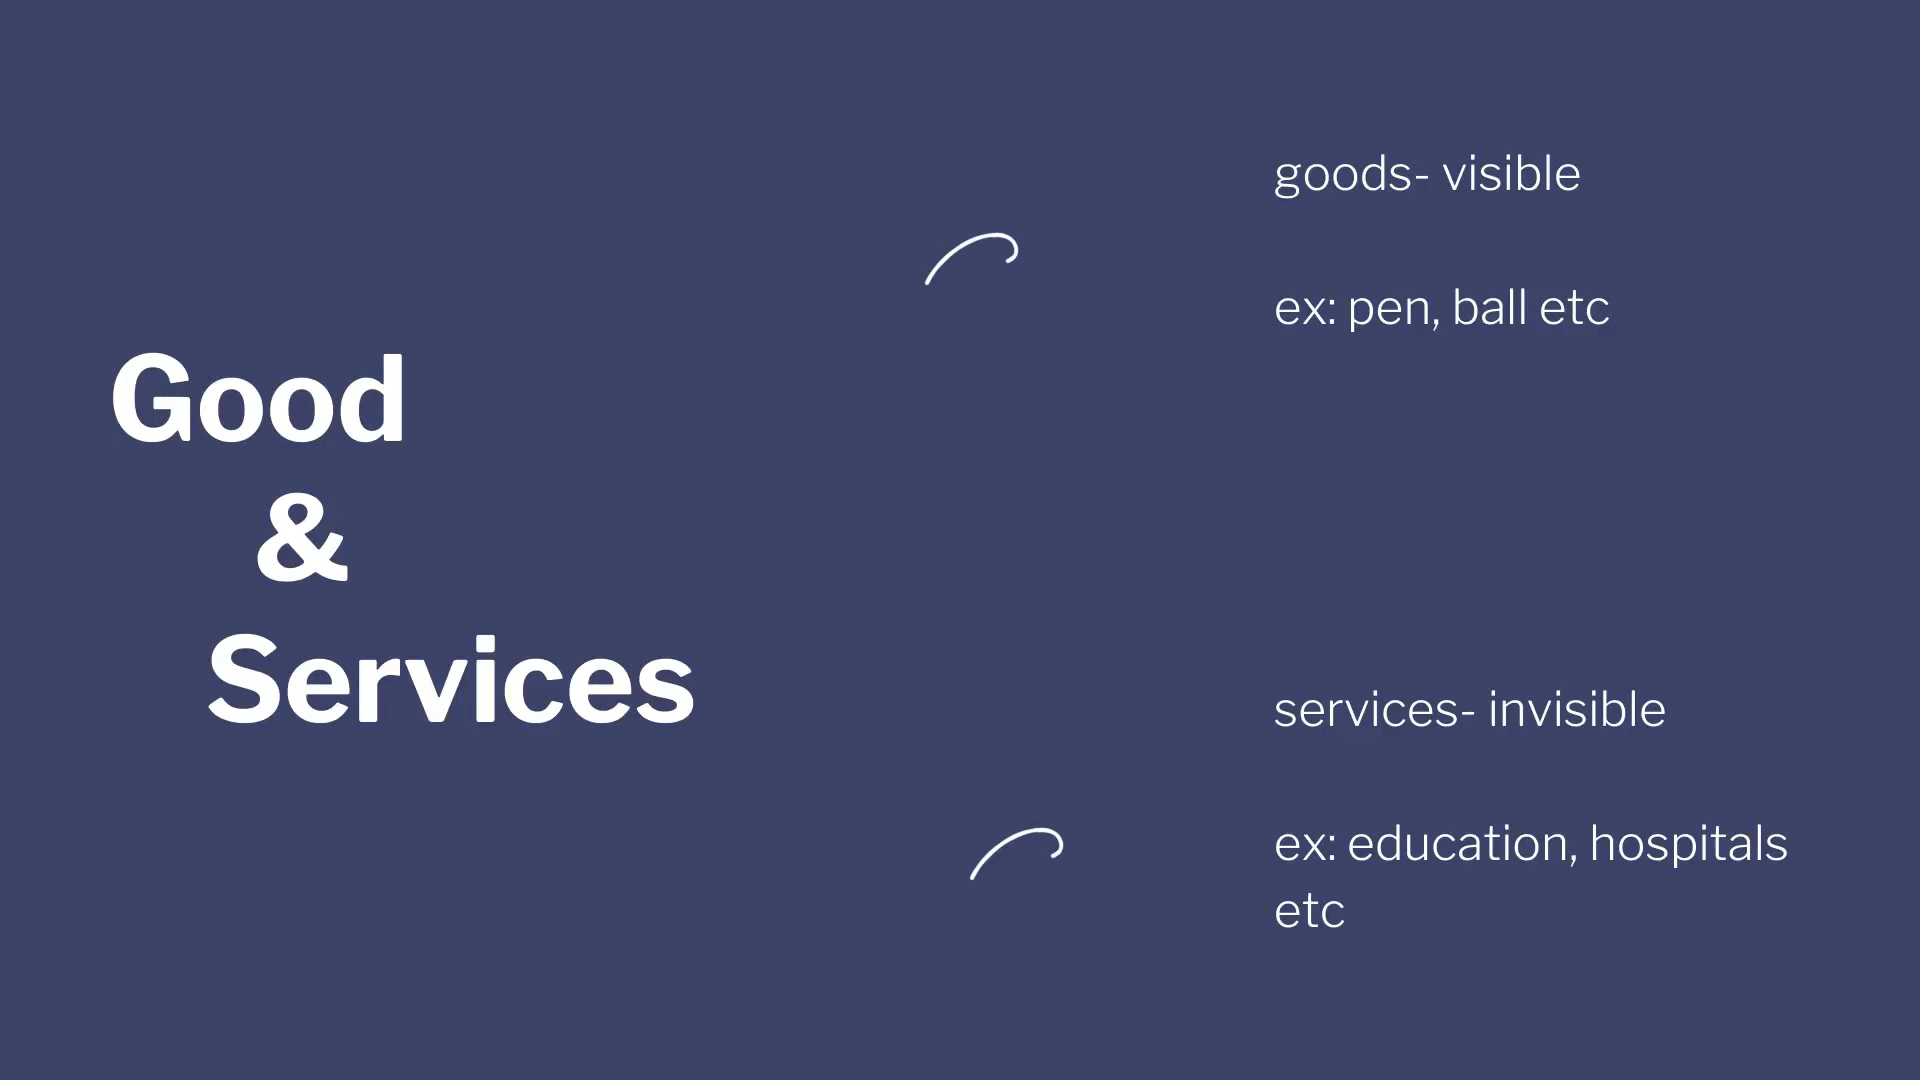 Good
&
Services
goods- visible
ex: pen, ball etc
services- invisible
ex: education, hospitals
etc